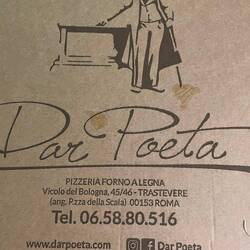 Dar Poeta
PIZZERIA FORNO A LEGNA
Vicolo del Bologna, 45/46 - TRASTEVERE
(ang. P.zza della Scala) 00153 ROMA
Tel. 06.58.80.516
www.darpoeta.com Dar Poeta